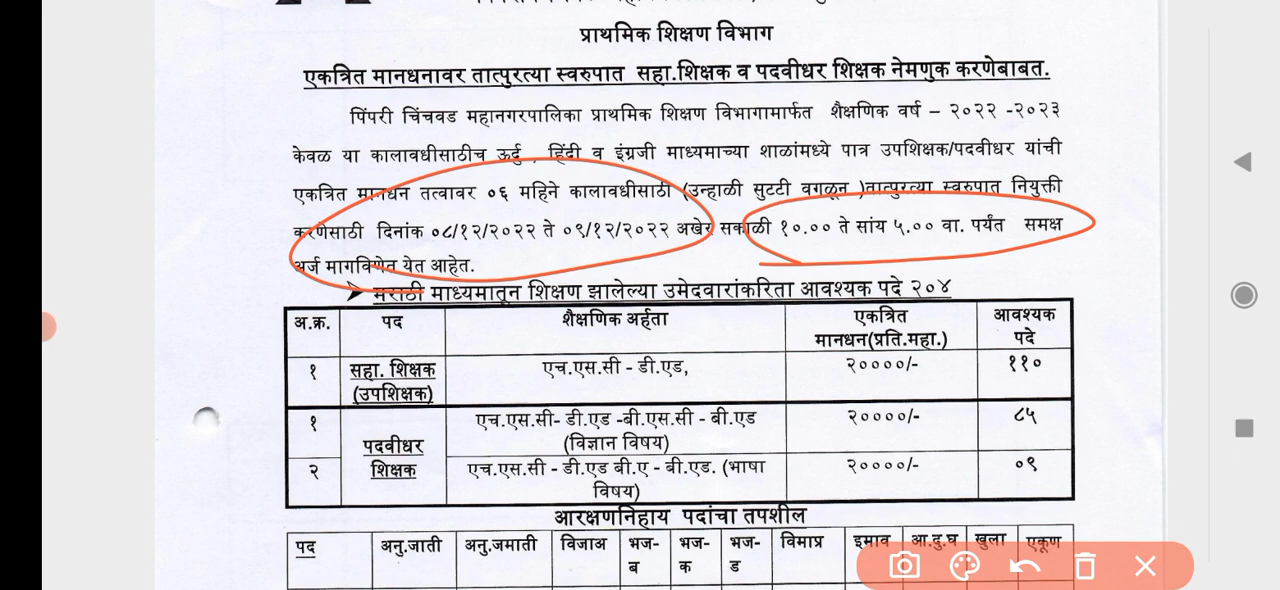 प्राथमिक शिक्षण विभाग
एकत्रित मानधनावर तात्पुरत्या स्वरुपात सहा.शिक्षक व पदवीधर शिक्षक नेमणुक करणेबाबत.
पिंपरी चिंचवड महानगरपालिका प्राथमिक शिक्षण विभागामार्फत शैक्षणिक वर्ष – २०२२ -२०२३
केवळ या कालावधीसाठीच ऊर्दु , हिंदी व इंग्रजी माध्यमाच्या शाळांमध्ये पात्र उपशिक्षक/पदवीधर यांची
एकत्रित मानधन तत्वावर ०६ महिने कालावधीसाठी (उन्हाळी सुटटी वगळून )तात्पुरत्या स्वरुपात नियुक्ती
करणेसाठी दिनांक ०८/१२/२०२२ ते ०९/१२/२०२२ अखेर सकाळी १०.०० ते सांय ५.०० वा. पर्यंत समक्ष
अर्ज मागविणेत येत आहेत.
➤ मराठी माध्यमातून शिक्षण झालेल्या उमेदवारांकरिता आवश्यक पदे २०४
अ.क्र. पद शैक्षणिक अर्हता एकत्रित मानधन(प्रति.महा.) आवश्यक पदे
१ सहा. शिक्षक (उपशिक्षक) एच.एस.सी - डी.एड, २००००/- ११०
१ पदवीधर शिक्षक एच.एस.सी- डी.एड -बी.एस.सी - बी.एड (विज्ञान विषय) २००००/- ८५
२ एच.एस.सी - डी.एड बी.ए - बी.एड. (भाषा विषय) २००००/- ०९
आरक्षणनिहाय पदांचा तपशील
पद अनु.जाती अनु.जमाती विजाअ भज-ब भज-क भज-ड विमाप्र इमाव आ.दु.घ खुला एकूण